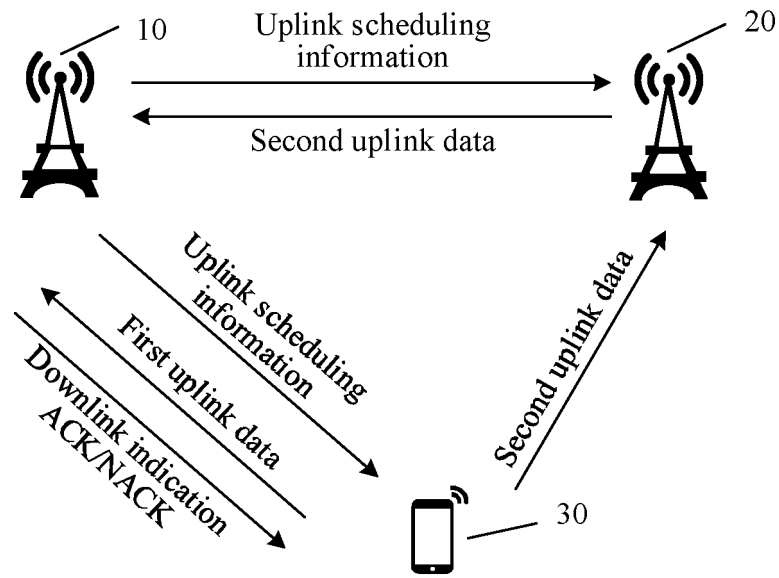 10
Uplink scheduling
information
20
Second uplink data
Uplink scheduling
information
First uplink data
Downlink indication
ACK/NACK
Second uplink data
30